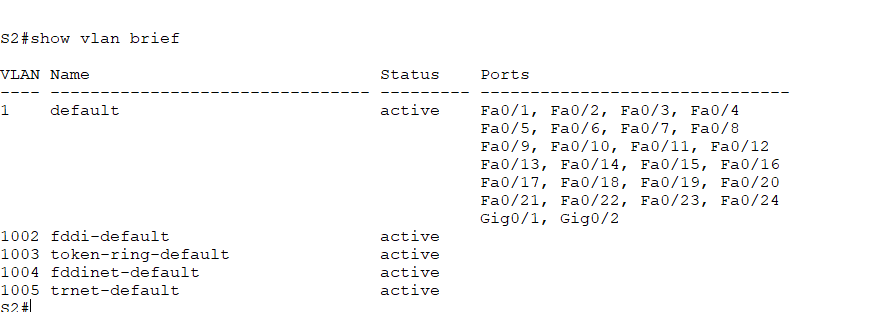 S2#show vlan brief
VLAN Name                             Status    Ports
---- -------------------------------- --------- -------------------------------
1    default                          active    Fa0/1, Fa0/2, Fa0/3, Fa0/4
                                                Fa0/5, Fa0/6, Fa0/7, Fa0/8
                                                Fa0/9, Fa0/10, Fa0/11, Fa0/12
                                                Fa0/13, Fa0/14, Fa0/15, Fa0/16
                                                Fa0/17, Fa0/18, Fa0/19, Fa0/20
                                                Fa0/21, Fa0/22, Fa0/23, Fa0/24
                                                Gig0/1, Gig0/2
1002 fddi-default                     active
1003 token-ring-default               active
1004 fddinet-default                  active
1005 trnet-default                    active
S2#